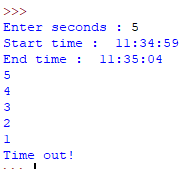 >>>
Enter seconds : 5
Start time :  11:34:59
End time :  11:35:04
5
4
3
2
1
Time out!
>>>